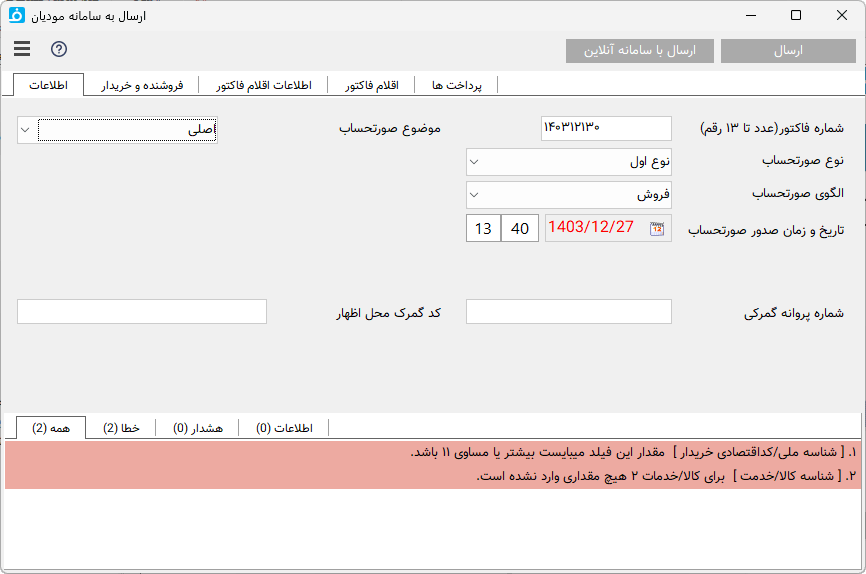 ارسال به سامانه مودیان
ارسال
ارسال با سامانه آنلاین
اطلاعات
فروشنده و خریدار
اطلاعات اقلام فاکتور
اقلام فاکتور
پرداخت ها
شماره فاکتور(عدد تا ۱۳ رقم)
۱۴۰۳۱۲۱۳۰
موضوع صورتحساب
اصلی
نوع صورتحساب
نوع اول
الگوی صورتحساب
فروش
تاریخ و زمان صدور صورتحساب
1403/12/27
13
40
شماره پروانه گمرکی
کد گمرک محل اظهار
همه (2)
خطا (2)
هشدار (0)
اطلاعات (0)
۱. [ شناسه ملی/کداقتصادی خریدار ] مقدار این فیلد میبایست بیشتر یا مساوی ۱۱ باشد.
۲. [ شناسه کالا/خدمت ] برای کالا/خدمات ۲ هیچ مقداری وارد نشده است.